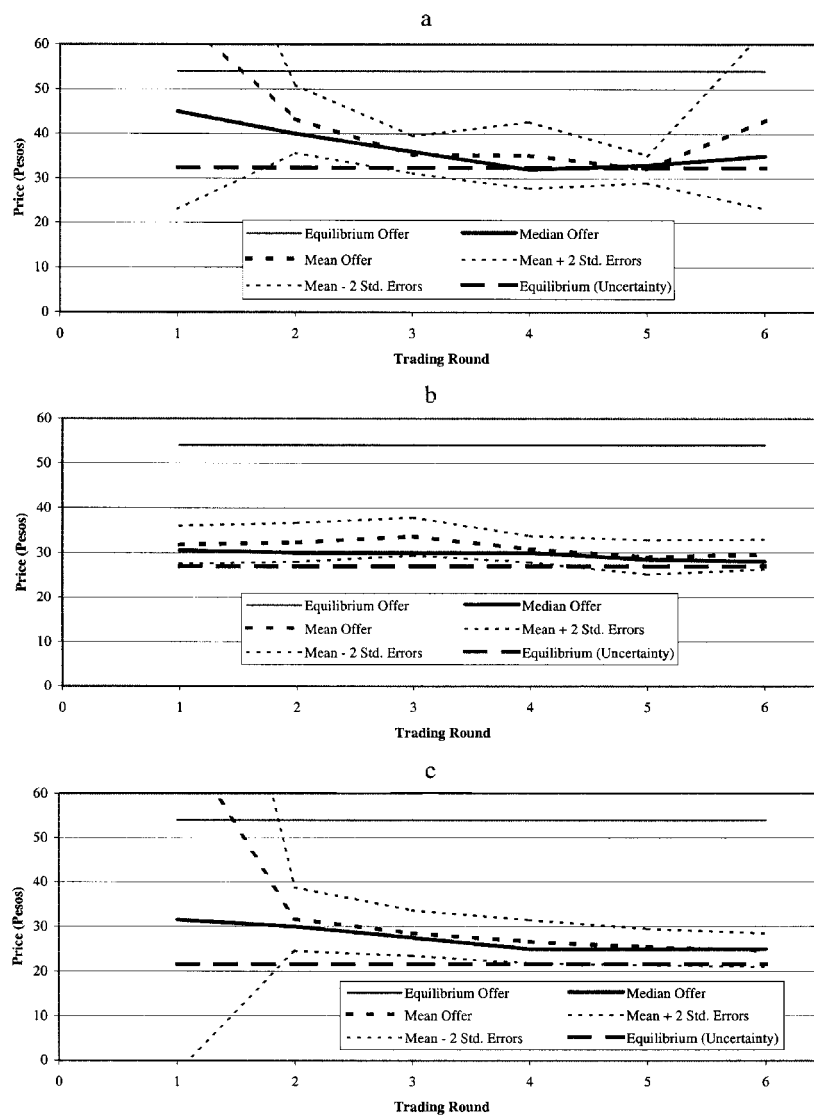 a
60
50
40
30
20
10
0
Price (Pesos)
Equilibrium Offer Median Offer
Mean Offer Mean + 2 Std. Errors
Mean - 2 Std. Errors Equilibrium (Uncertainty)
0 1 2 3 4 5 6
Trading Round
b
60
50
40
30
20
10
0
Price (Pesos)
Equilibrium Offer Median Offer
Mean Offer Mean + 2 Std. Errors
Mean - 2 Std. Errors Equilibrium (Uncertainty)
0 1 2 3 4 5 6
Trading Round
c
60
50
40
30
20
10
0
Price (Pesos)
Equilibrium Offer Median Offer
Mean Offer Mean + 2 Std. Errors
Mean - 2 Std. Errors Equilibrium (Uncertainty)
0 1 2 3 4 5 6
Trading Round